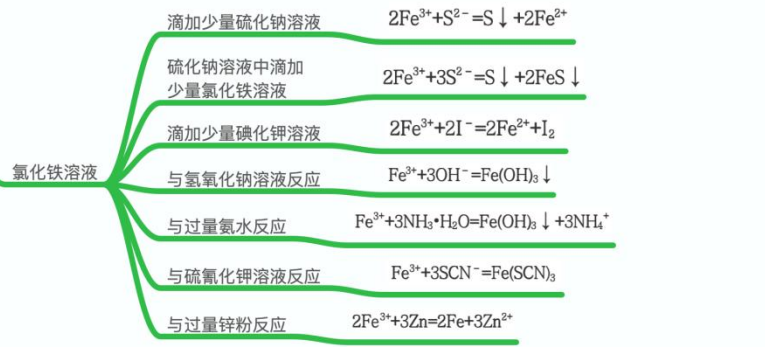 滴加少量硫化钠溶液
2Fe³⁺+S²⁻=S↓+2Fe²⁺
硫化钠溶液中滴加
少量氯化铁溶液
2Fe³⁺+3S²⁻=S↓+2FeS↓
滴加少量碘化钾溶液
2Fe³⁺+2I⁻=2Fe²⁺+I₂
氯化铁溶液
与氢氧化钠溶液反应
Fe³⁺+3OH⁻=Fe(OH)₃↓
与过量氨水反应
Fe³⁺+3NH₃•H₂O=Fe(OH)₃↓+3NH₄⁺
与硫氰化钾溶液反应
Fe³⁺+3SCN⁻=Fe(SCN)₃
与过量锌粉反应
2Fe³⁺+3Zn=2Fe+3Zn²⁺